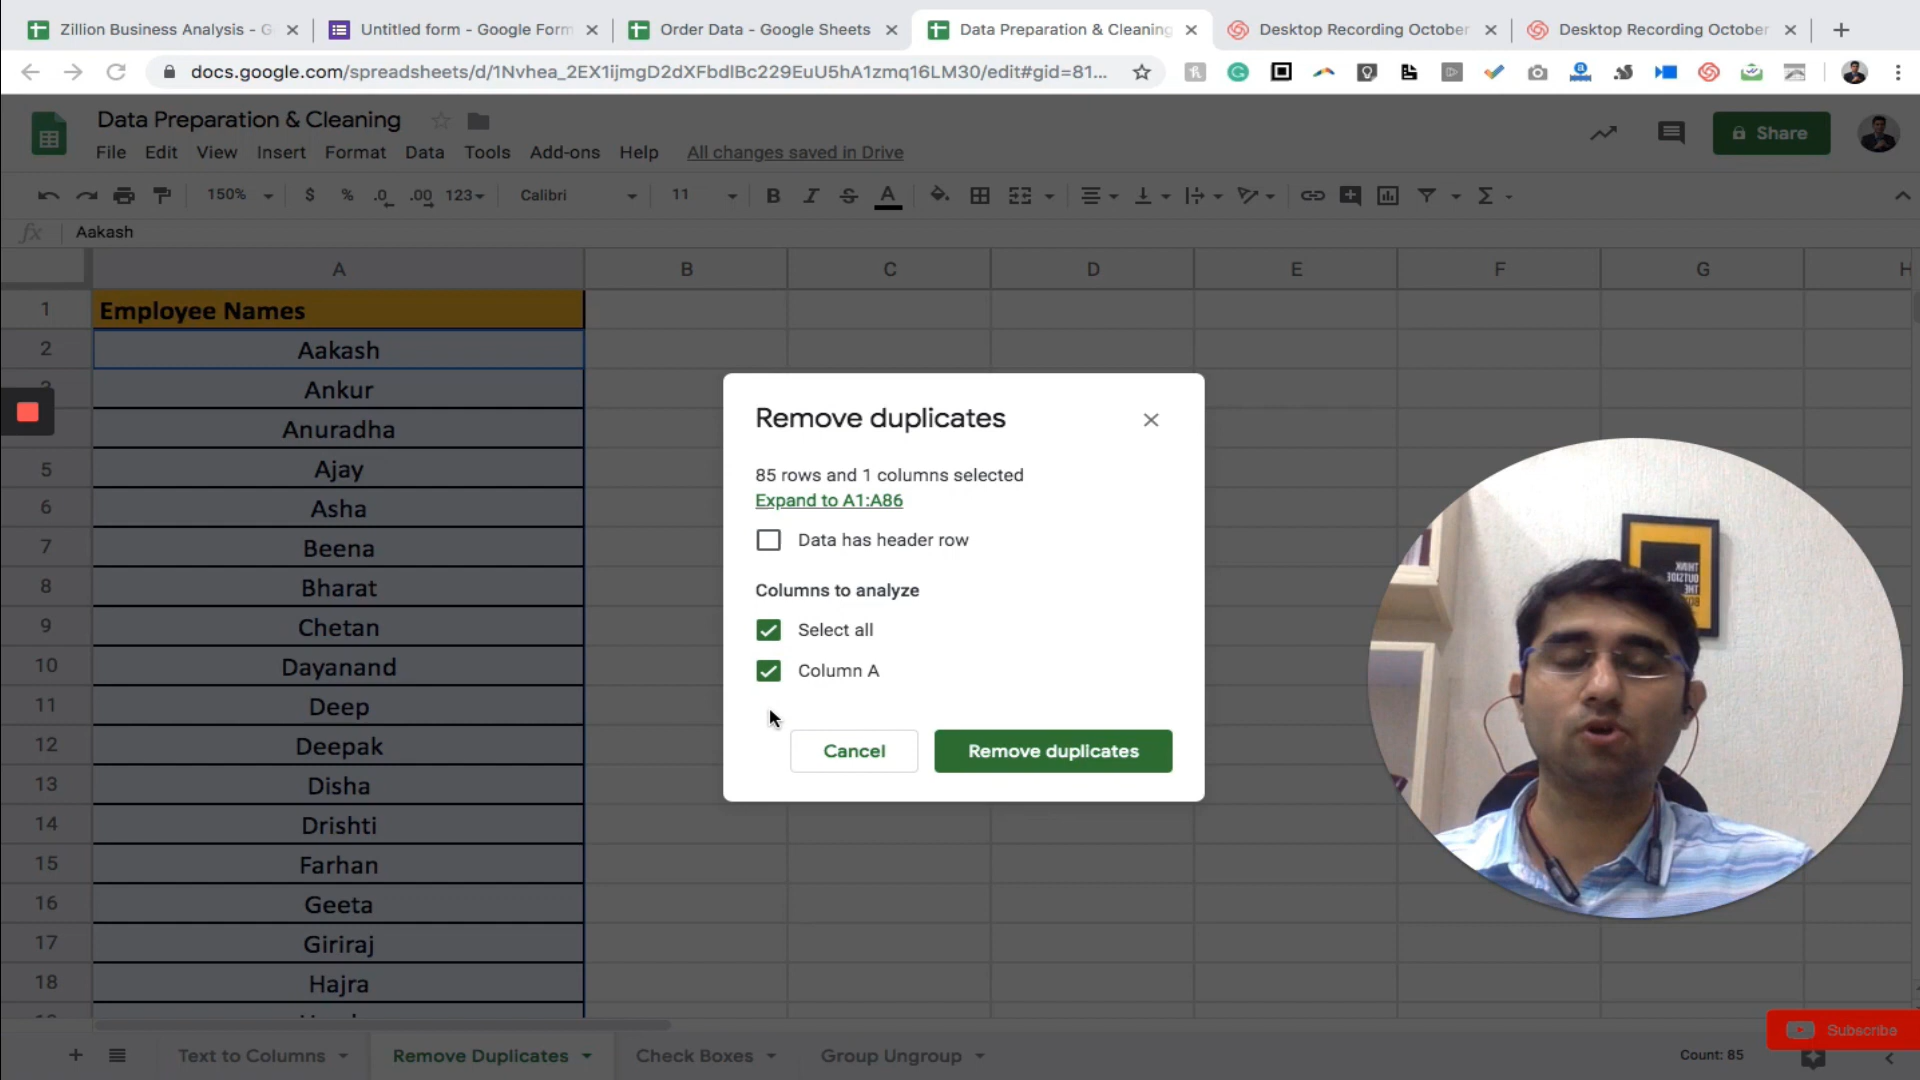 Zillion Business Analysis - G
Untitled form - Google Form
Order Data - Google Sheets
Data Preparation & Cleaning
Desktop Recording October
Desktop Recording October
docs.google.com/spreadsheets/d/1Nvhea_2EX1ijmgD2dXFbdlBc229EuU5hA1zmq16LM30/edit#gid=81...
Data Preparation & Cleaning
File Edit View Insert Format Data Tools Add-ons Help All changes saved in Drive
Share
150% $ % .0 .00 123 Calibri 11 B I S A Σ
fx Aakash
A B C D E F G H
1 Employee Names
2 Aakash
3 Ankur
Anuradha
5 Ajay
6 Asha
7 Beena
8 Bharat
9 Chetan
10 Dayanand
11 Deep
12 Deepak
13 Disha
14 Drishti
15 Farhan
16 Geeta
17 Giriraj
18 Hajra
Remove duplicates
85 rows and 1 columns selected
Expand to A1:A86
Data has header row
Columns to analyze
Select all
Column A
Cancel
Remove duplicates
THINK
OUTSIDE
THE
BOX
Subscribe
Text to Columns
Remove Duplicates
Check Boxes
Group Ungroup
Count: 85